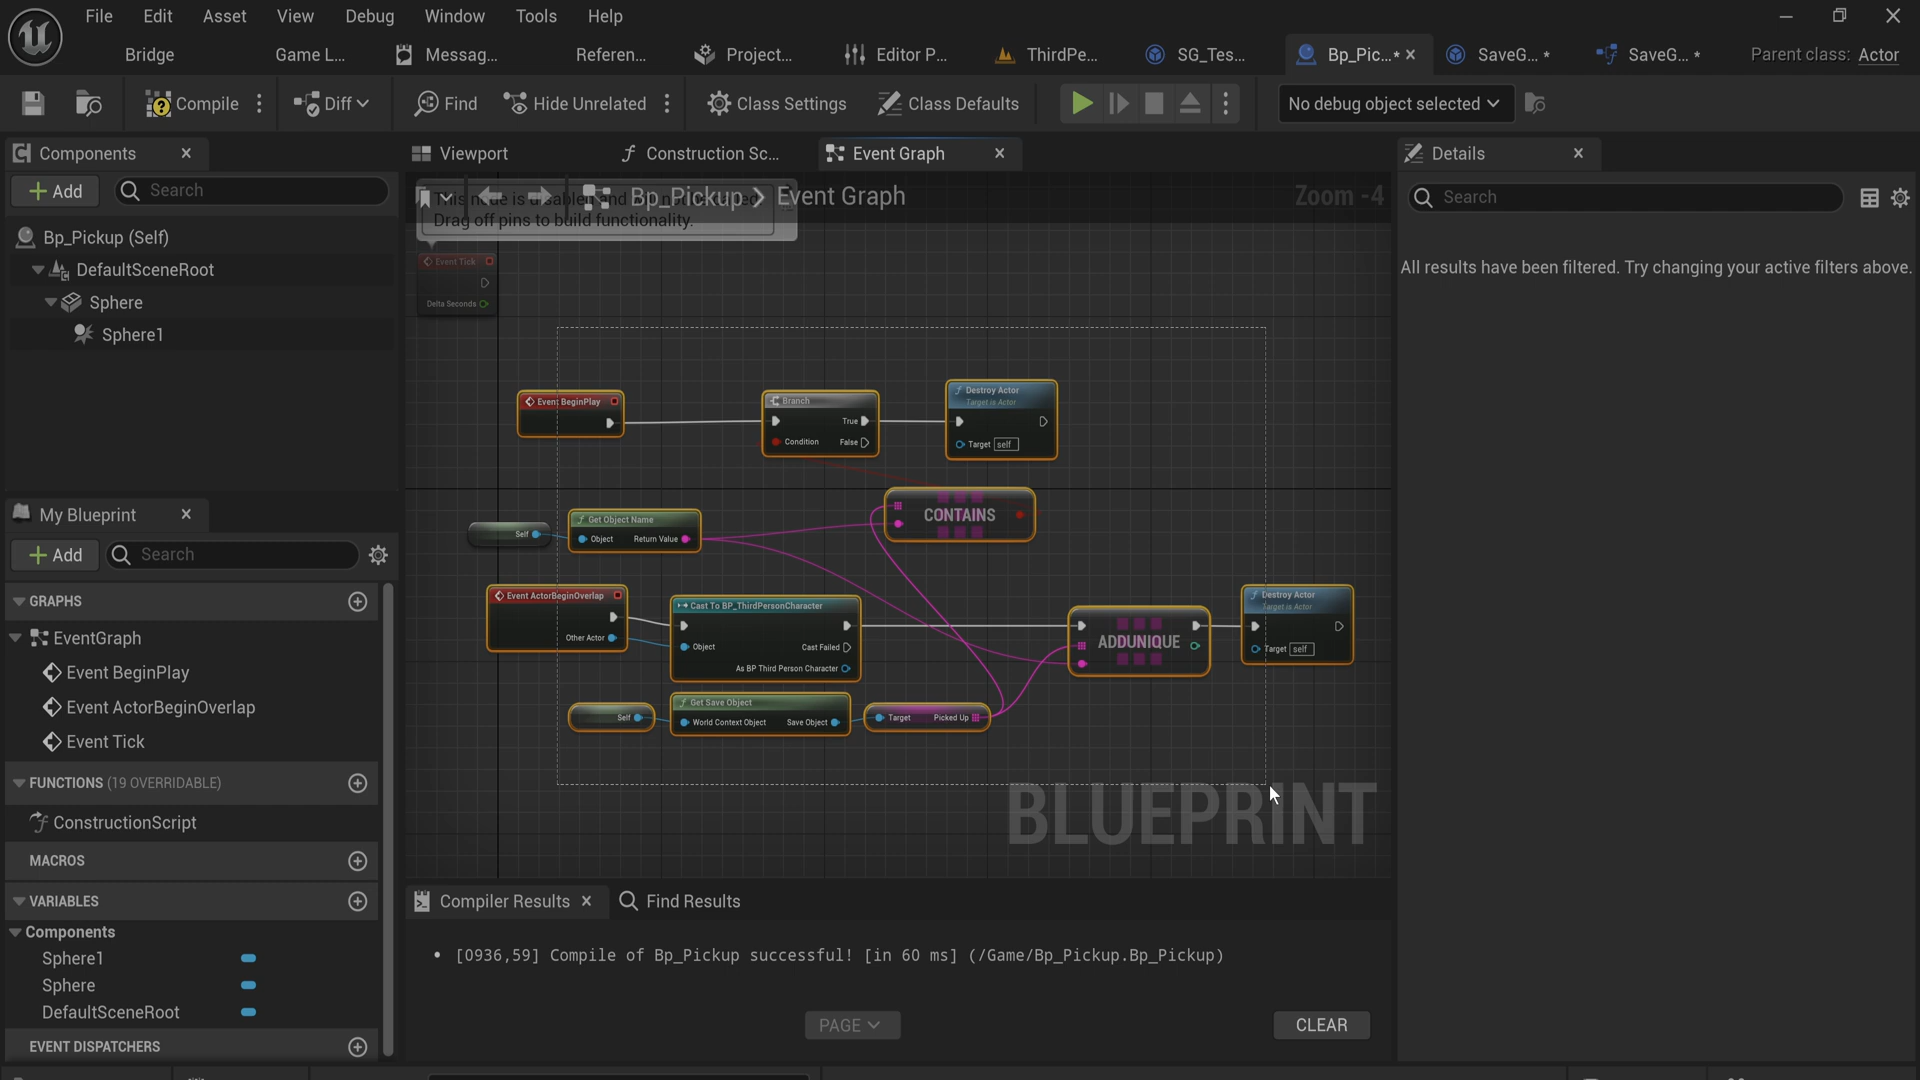 File Edit Asset View Debug Window Tools Help
Bridge Game L... Messag... Referen... Project... Editor P... ThirdPe... SG_Tes... Bp_Pic...* SaveG... * SaveG... * Parent class: Actor
Compile Diff Find Hide Unrelated Class Settings Class Defaults No debug object selected
Components
Add Search
Bp_Pickup (Self)
DefaultSceneRoot
Sphere
Sphere1
My Blueprint
Add Search
GRAPHS
EventGraph
Event BeginPlay
Event ActorBeginOverlap
Event Tick
FUNCTIONS (19 OVERRIDABLE)
ConstructionScript
MACROS
VARIABLES
Components
Sphere1
Sphere
DefaultSceneRoot
EVENT DISPATCHERS
Viewport Construction Sc... Event Graph
Bp_Pickup Event Graph Zoom -4
This node is disabled and
Drag off pins to build functionality.
Event Tick
Delta Seconds
Event BeginPlay
Branch
True
Condition False
Destroy Actor
Target is Actor
Target self
CONTAINS
Self
Get Object Name
Object Return Value
Event ActorBeginOverlap
Other Actor
Cast To BP_ThirdPersonCharacter
Object Cast Failed
As BP Third Person Character
ADDUNIQUE
Destroy Actor
Target is Actor
Target self
Self
Get Save Object
World Context Object Save Object
Target Picked Up
BLUEPRINT
Compiler Results Find Results
• [0936,59] Compile of Bp_Pickup successful! [in 60 ms] (/Game/Bp_Pickup.Bp_Pickup)
PAGE CLEAR
Details
Search
All results have been filtered. Try changing your active filters above.